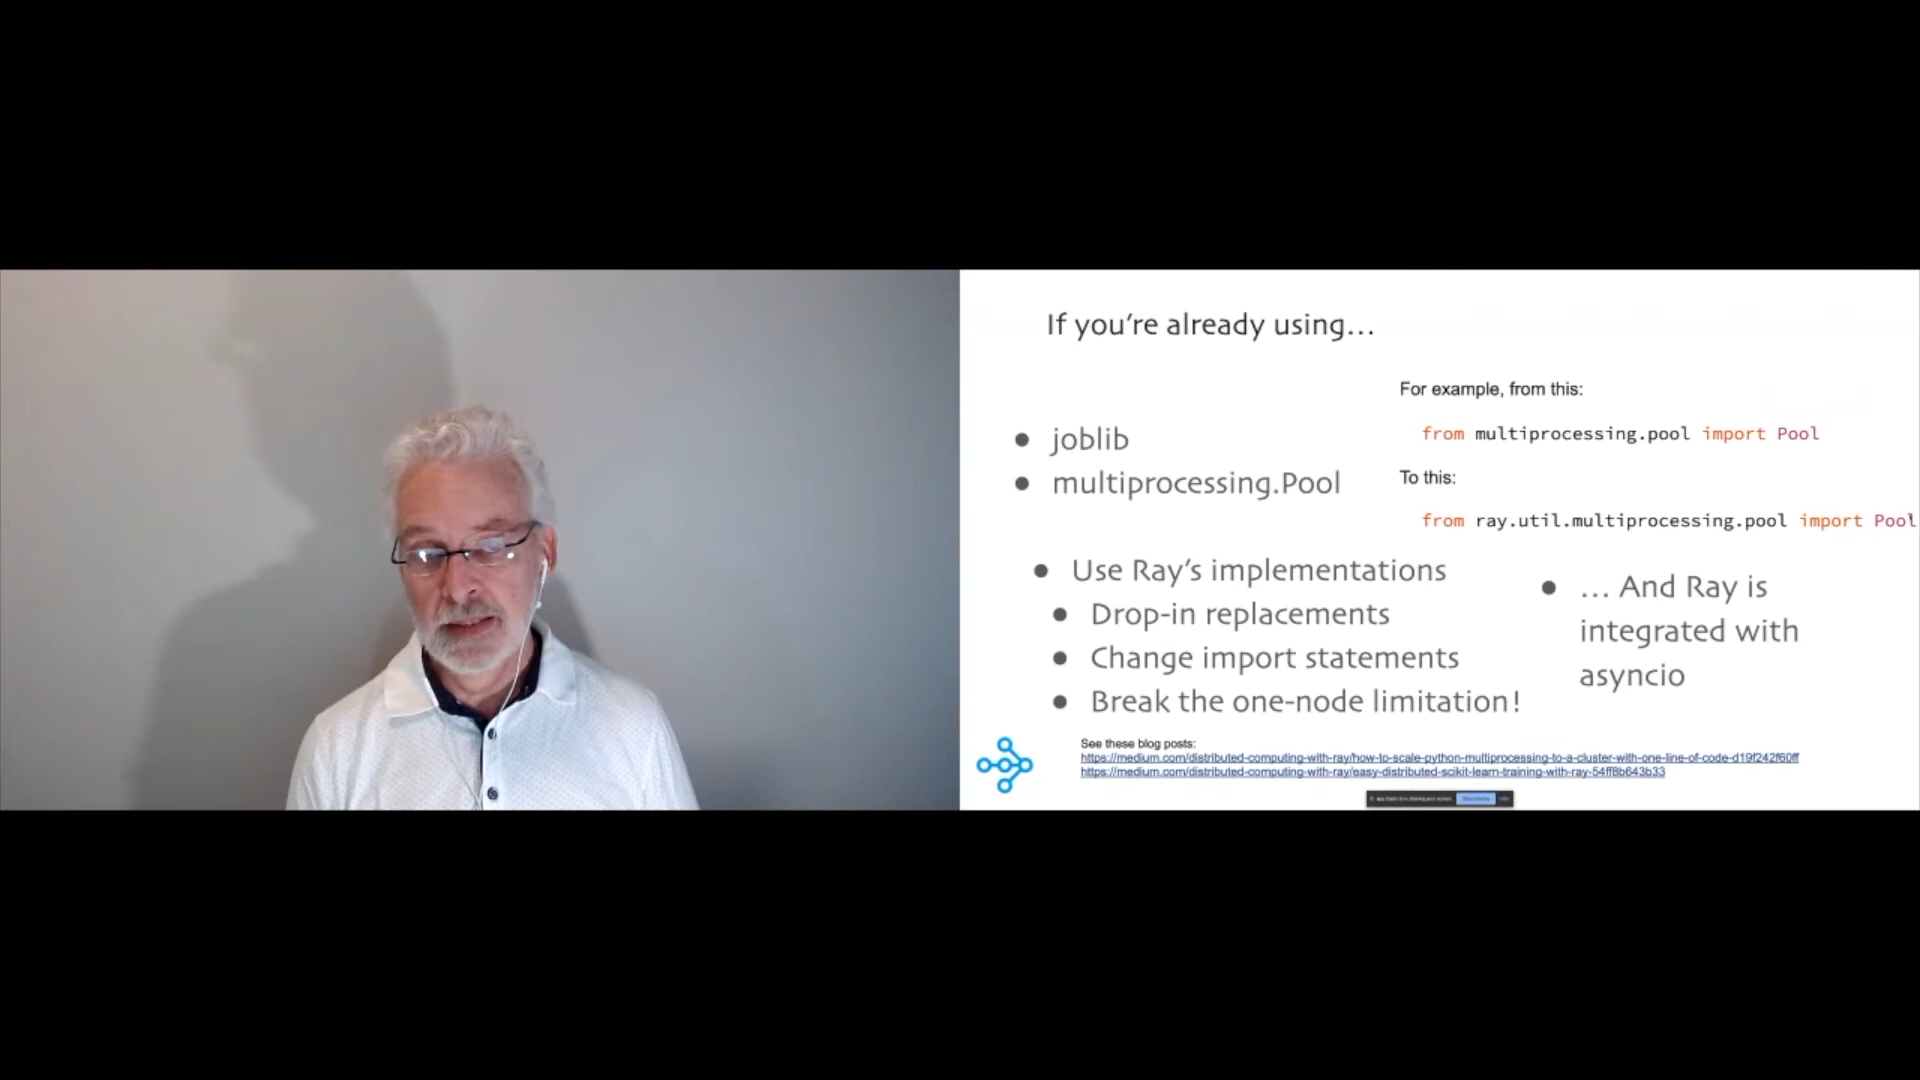 If you're already using...
For example, from this:
from multiprocessing.pool import Pool
To this:
from ray.util.multiprocessing.pool import Pool
● joblib
● multiprocessing.Pool
● Use Ray's implementations
● Drop-in replacements
● Change import statements
● Break the one-node limitation!
● ... And Ray is
integrated with
asyncio
See these blog posts:
https://medium.com/distributed-computing-with-ray/how-to-scale-python-multiprocessing-to-a-cluster-with-one-line-of-code-d19f242f60ff
https://medium.com/distributed-computing-with-ray/easy-distributed-scikit-learn-training-with-ray-54ff8b643b33